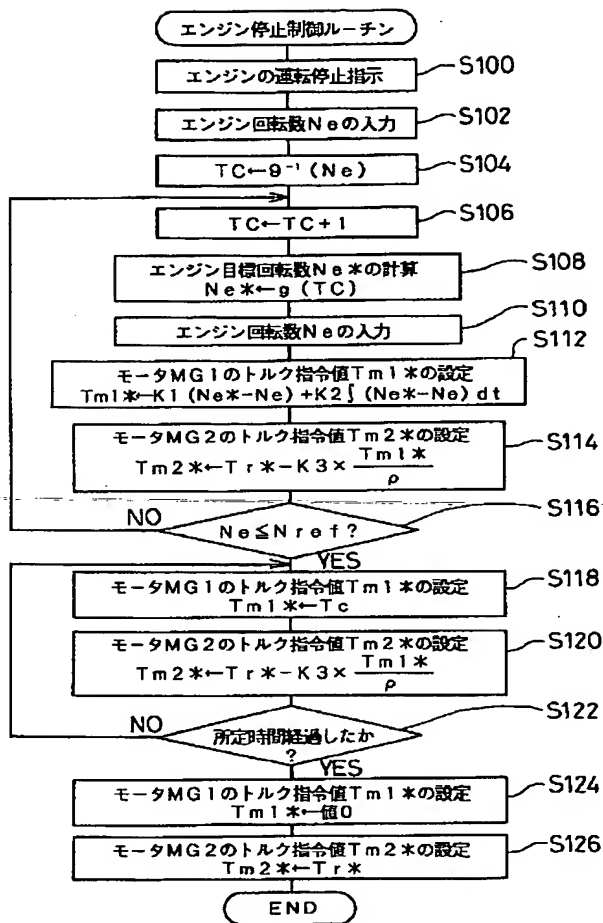 エンジン停止制御ルーチン
エンジンの運転停止指示
S100
エンジン回転数Neの入力
S102
TC←g⁻¹(Ne)
S104
TC←TC+1
S106
エンジン目標回転数Ne*の計算
Ne*←g(TC)
S108
エンジン回転数Neの入力
S110
モータMG1のトルク指令値Tm1*の設定
Tm1*←K1(Ne*-Ne)+K2∫(Ne*-Ne)dt
S112
モータMG2のトルク指令値Tm2*の設定
Tm2*←Tr*-K3×Tm1*/ρ
S114
Ne≦Nref?
S116
NO
YES
モータMG1のトルク指令値Tm1*の設定
Tm1*←Tc
S118
モータMG2のトルク指令値Tm2*の設定
Tm2*←Tr*-K3×Tm1*/ρ
S120
所定時間経過したか
?
S122
NO
YES
モータMG1のトルク指令値Tm1*の設定
Tm1*←値0
S124
モータMG2のトルク指令値Tm2*の設定
Tm2*←Tr*
S126
END